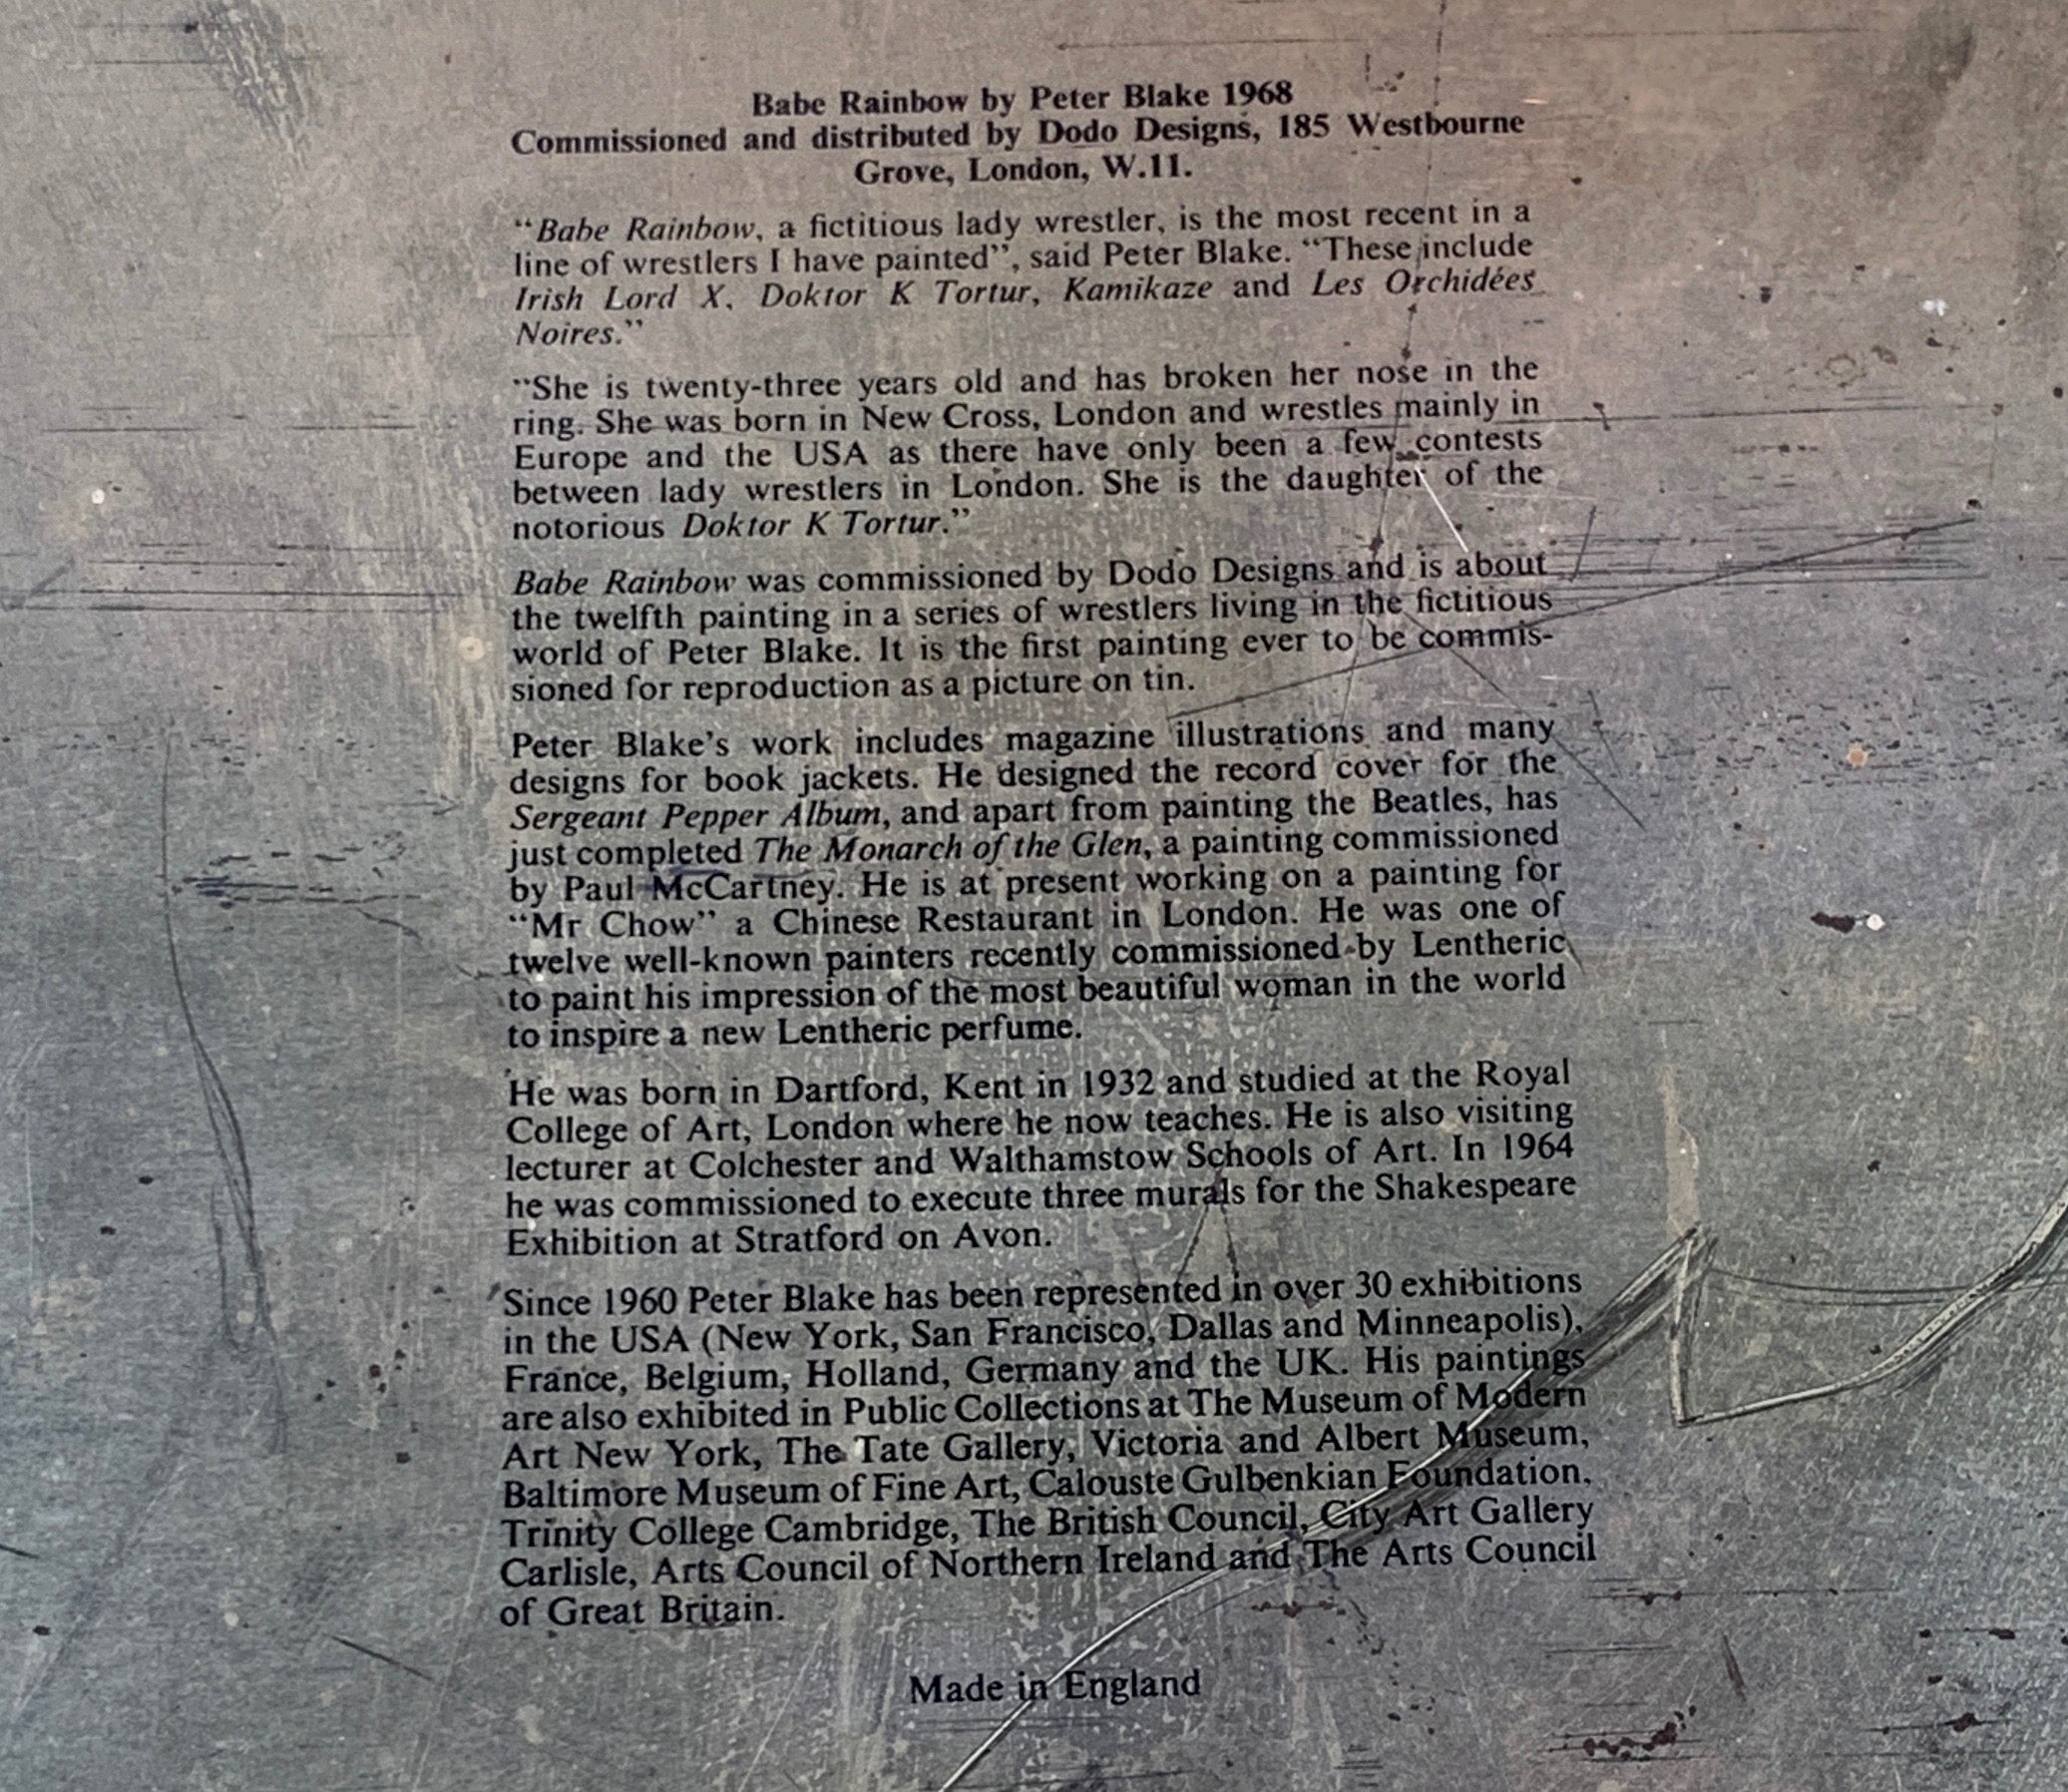 Babe Rainbow by Peter Blake 1968
Commissioned and distributed by Dodo Designs, 185 Westbourne
Grove, London, W.11.
“Babe Rainbow, a fictitious lady wrestler, is the most recent in a
line of wrestlers I have painted”, said Peter Blake. “These include
Irish Lord X, Doktor K Tortur, Kamikaze and Les Orchidées
Noires.”
“She is twenty-three years old and has broken her nose in the
ring. She was born in New Cross, London and wrestles mainly in
Europe and the USA as there have only been a few contests
between lady wrestlers in London. She is the daughter of the
notorious Doktor K Tortur.”
Babe Rainbow was commissioned by Dodo Designs and is about
the twelfth painting in a series of wrestlers living in the fictitious
world of Peter Blake. It is the first painting ever to be commis-
sioned for reproduction as a picture on tin.
Peter Blake’s work includes magazine illustrations and many
designs for book jackets. He designed the record cover for the
Sergeant Pepper Album, and apart from painting the Beatles, has
just completed The Monarch of the Glen, a painting commissioned
by Paul McCartney. He is at present working on a painting for
“Mr Chow” a Chinese Restaurant in London. He was one of
twelve well-known painters recently commissioned by Lentheric
to paint his impression of the most beautiful woman in the world
to inspire a new Lentheric perfume.
He was born in Dartford, Kent in 1932 and studied at the Royal
College of Art, London where he now teaches. He is also visiting
lecturer at Colchester and Walthamstow Schools of Art. In 1964
he was commissioned to execute three murals for the Shakespeare
Exhibition at Stratford on Avon.
Since 1960 Peter Blake has been represented in over 30 exhibitions
in the USA (New York, San Francisco, Dallas and Minneapolis),
France, Belgium, Holland, Germany and the UK. His paintings
are also exhibited in Public Collections at The Museum of Modern
Art New York, The Tate Gallery, Victoria and Albert Museum,
Baltimore Museum of Fine Art, Calouste Gulbenkian Foundation,
Trinity College Cambridge, The British Council, City Art Gallery
Carlisle, Arts Council of Northern Ireland and The Arts Council
of Great Britain.
Made in England